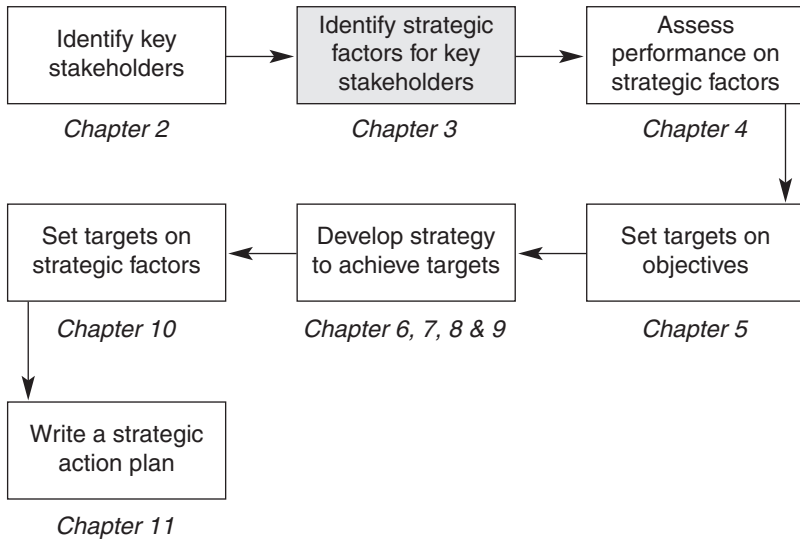 Identify key
stakeholders
Chapter 2
Identify strategic
factors for key
stakeholders
Chapter 3
Assess
performance on
strategic factors
Chapter 4
Set targets on
objectives
Chapter 5
Develop strategy
to achieve targets
Chapter 6, 7, 8 & 9
Set targets on
strategic factors
Chapter 10
Write a strategic
action plan
Chapter 11